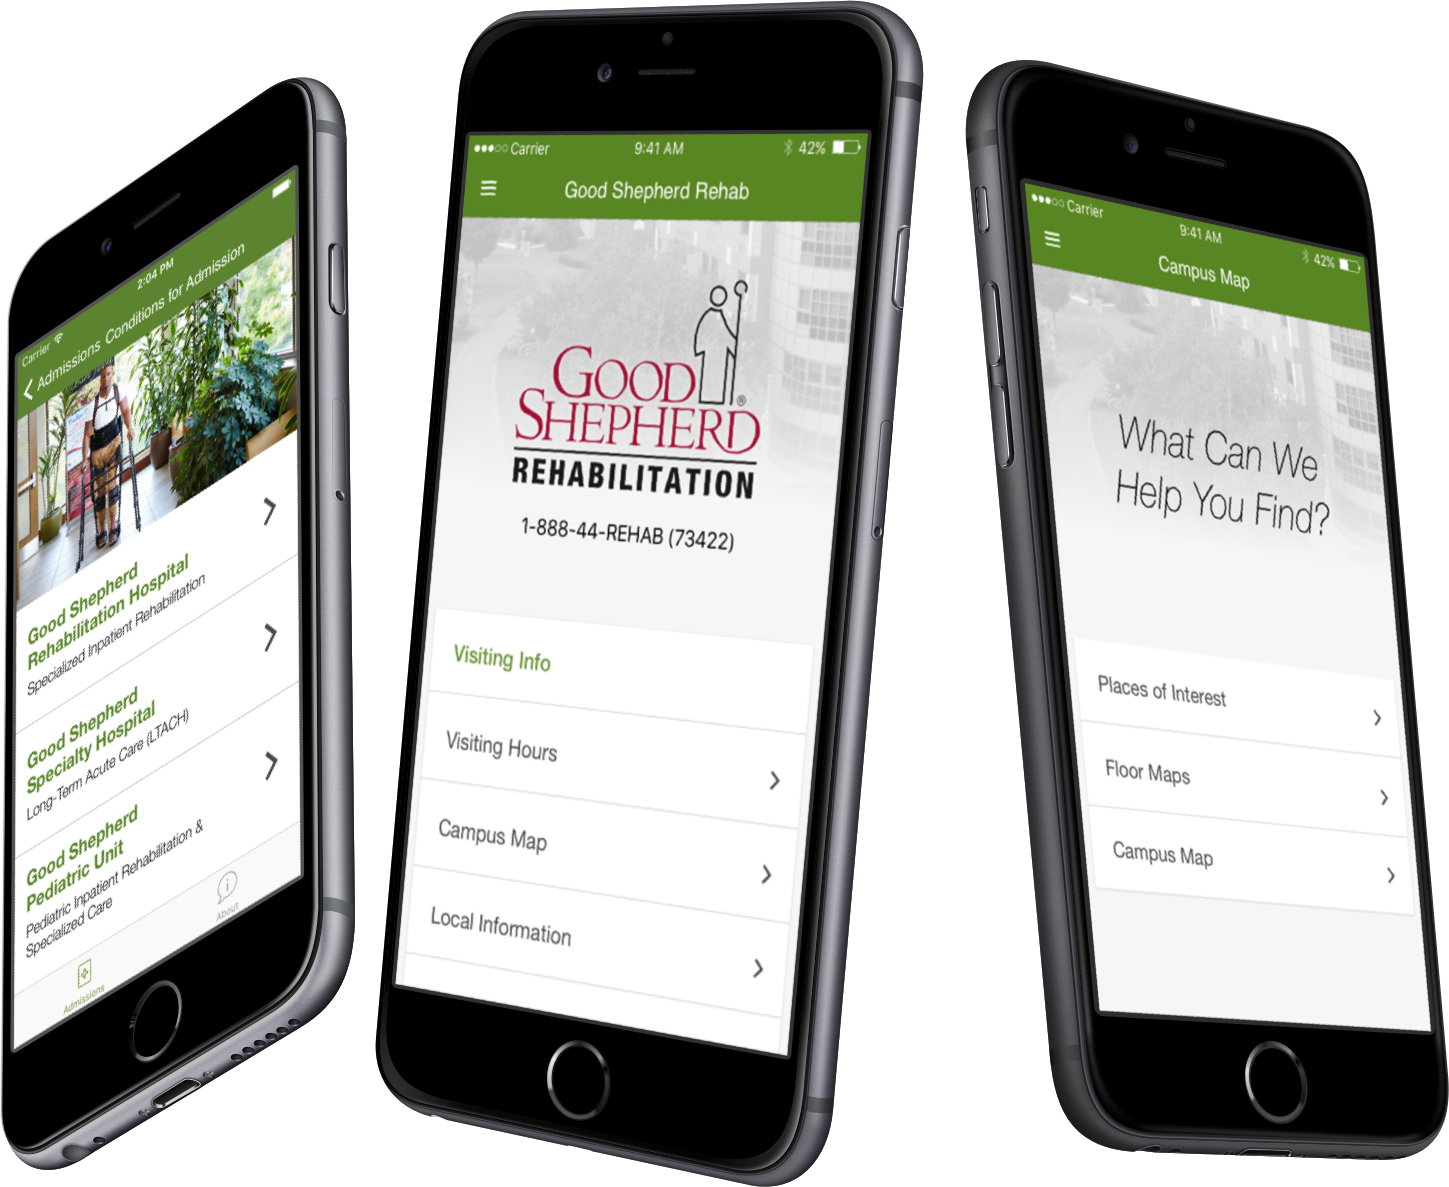 Carrier
2:04 PM
Admissions Conditions for Admission
Good Shepherd
Rehabilitation Hospital
Specialized Inpatient Rehabilitation
Good Shepherd
Specialty Hospital
Long-Term Acute Care (LTACH)
Good Shepherd
Pediatric Unit
Pediatric Inpatient Rehabilitation &
Specialized Care
Admissions
About
Carrier 9:41 AM 42%
Good Shepherd Rehab
GOOD
SHEPHERD®
REHABILITATION
1-888-44-REHAB (73422)
Visiting Info
Visiting Hours
Campus Map
Local Information
Carrier 9:41 AM 42%
Campus Map
What Can We
Help You Find?
Places of Interest
Floor Maps
Campus Map